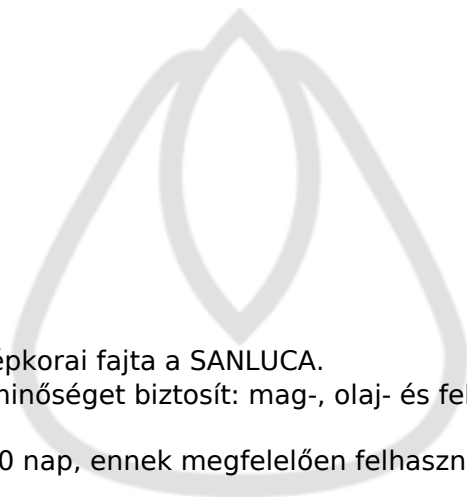 épkorai fajta a SANLUCA.
minőséget biztosít: mag-, olaj- és fel
0 nap, ennek megfelelően felhaszn